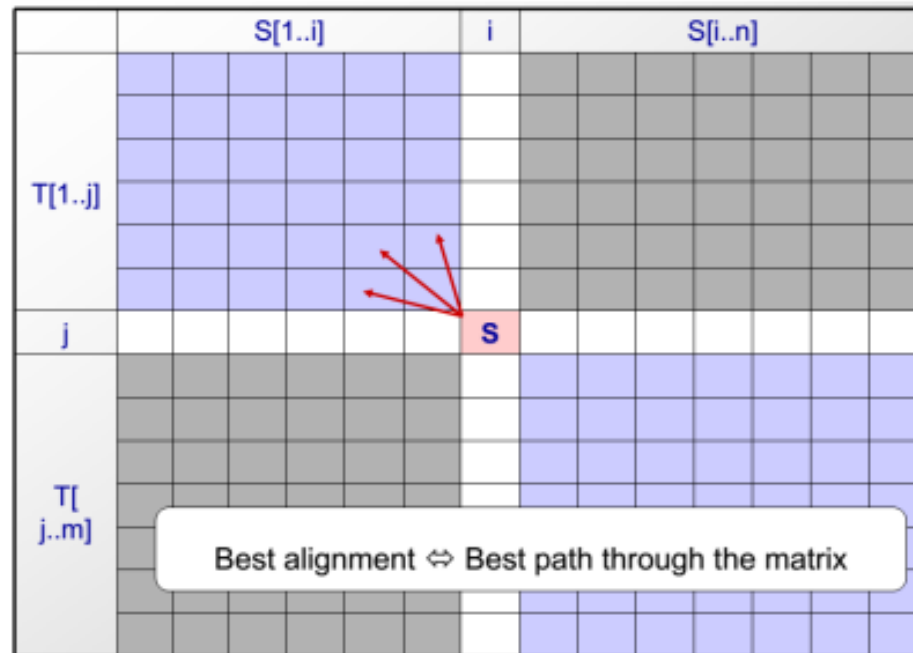 S[1..i]
i
S[i..n]
T[1..j]
j
S
T[
j..m]
Best alignment ⇔ Best path through the matrix